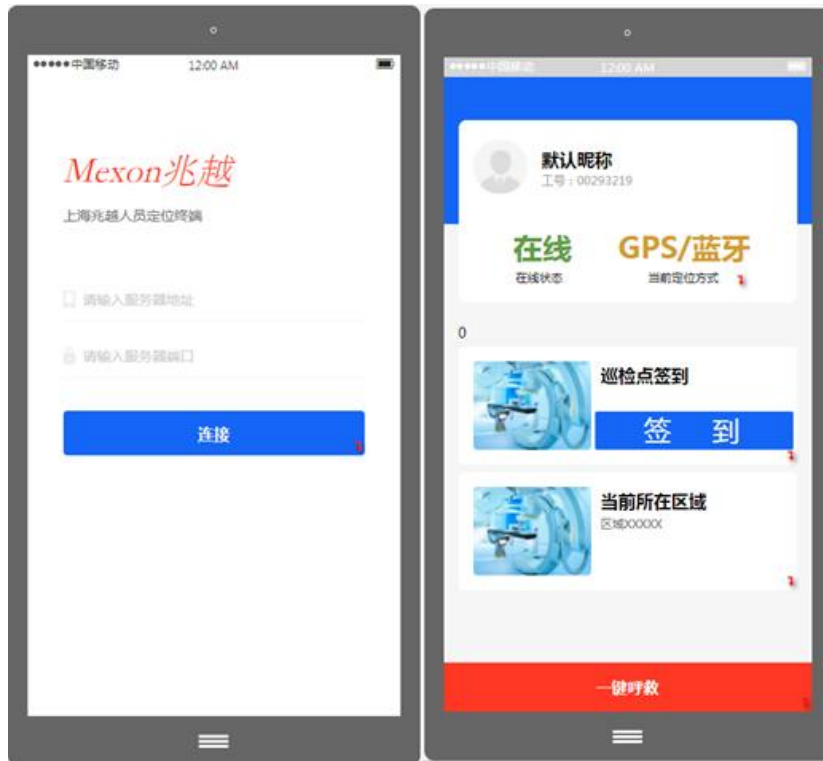 ●●●●●中国移动 12:00 AM
Mexon兆越
上海兆越人员定位终端
请输入服务器地址
请输入服务器端口
连接
●●●●●中国移动 12:00 AM
默认昵称
工号：00293219
在线 GPS/蓝牙
在线状态 当前定位方式
0
巡检点签到
签 到
当前所在区域
区域XXXXX
一键呼救